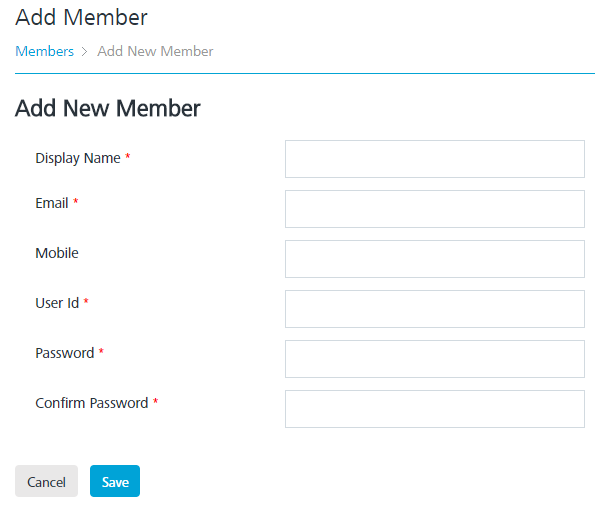 Add Member
Members > Add New Member
Add New Member
Display Name *
Email *
Mobile
User Id *
Password *
Confirm Password *
Cancel Save